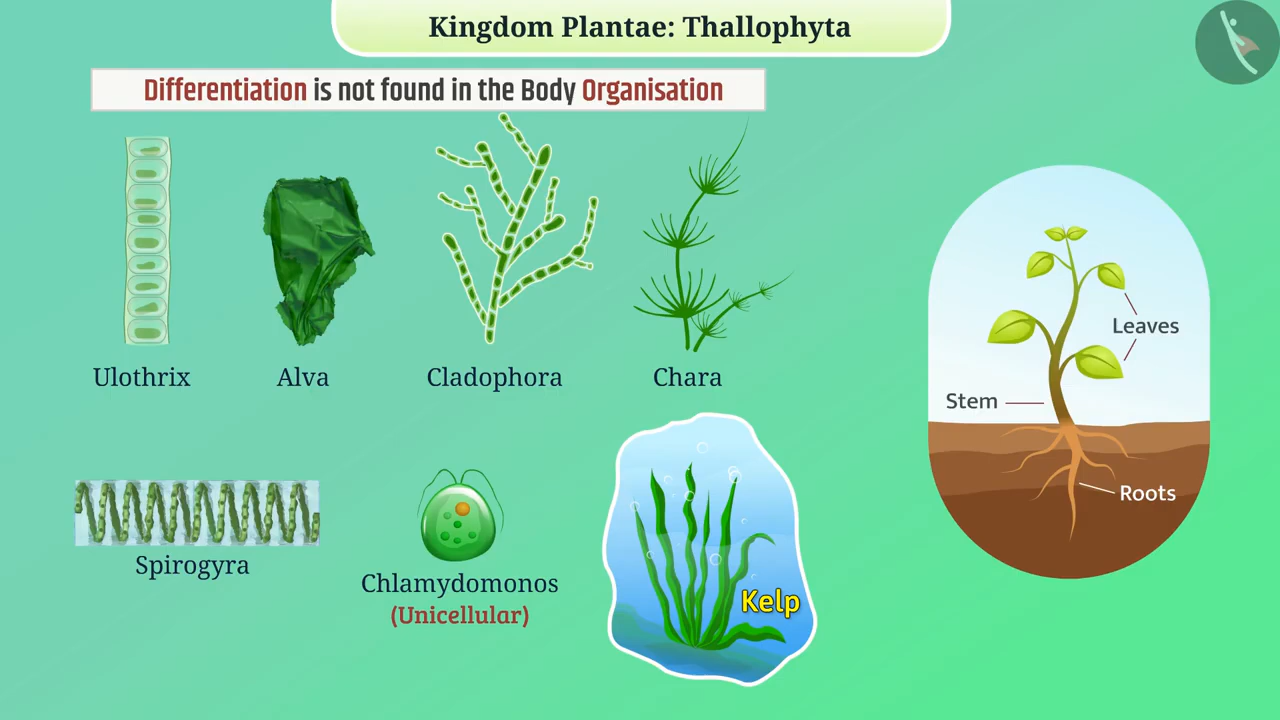 Kingdom Plantae: Thallophyta
Differentiation is not found in the Body Organisation
Ulothrix
Alva
Cladophora
Chara
Spirogyra
Chlamydomonos
(Unicellular)
Kelp
Leaves
Stem
Roots